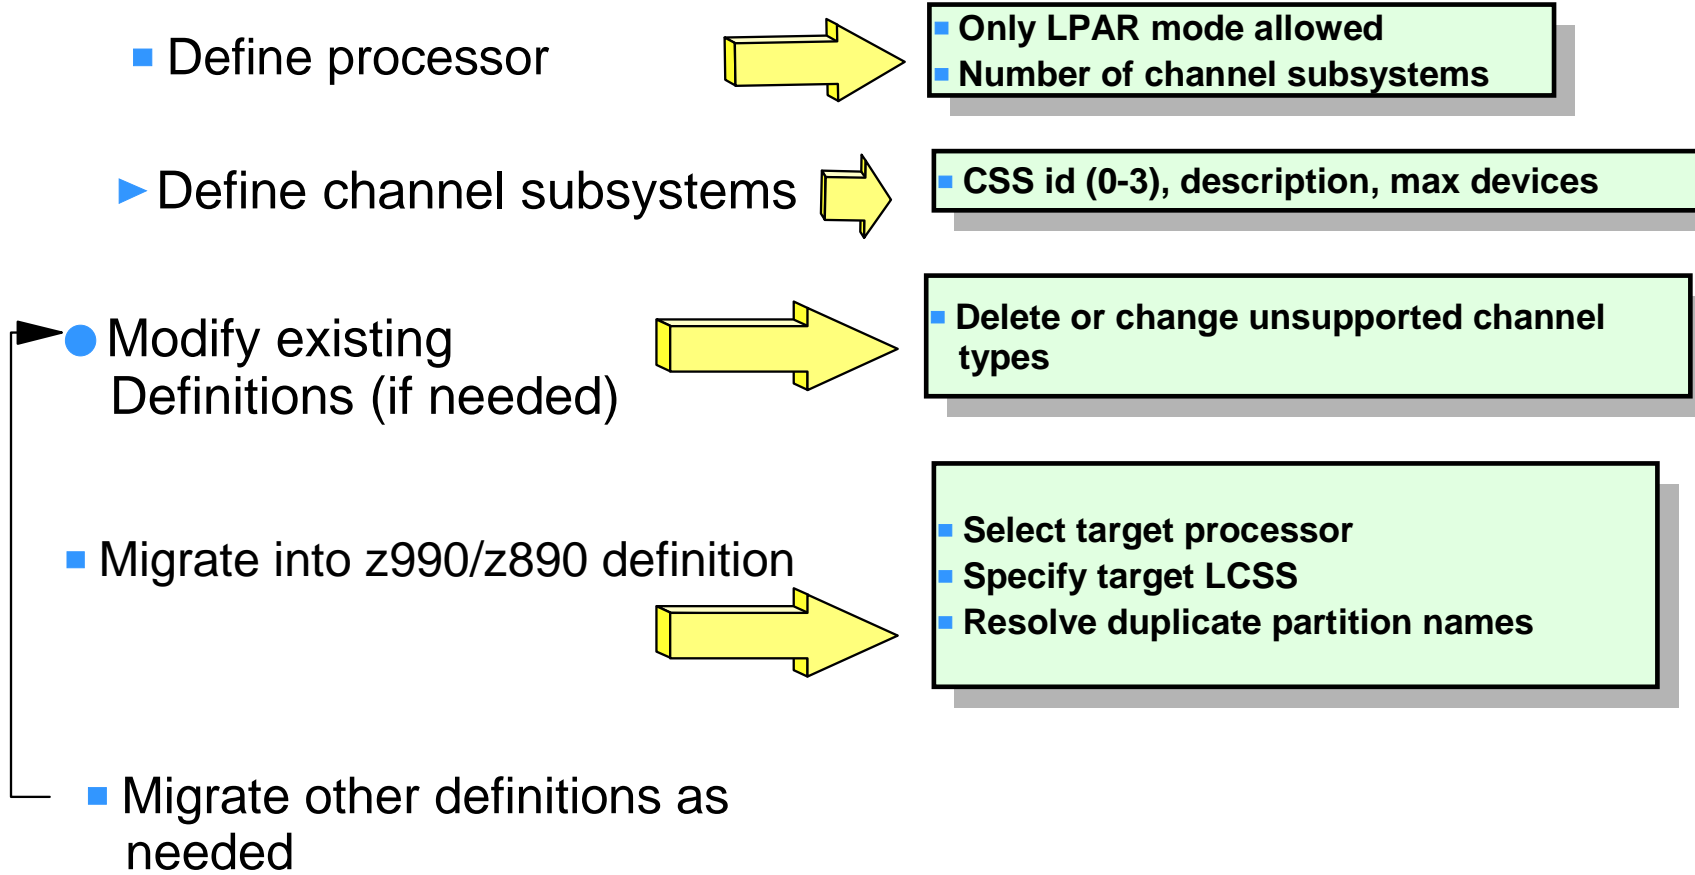 Define processor
Only LPAR mode allowed
Number of channel subsystems
Define channel subsystems
CSS id (0-3), description, max devices
Modify existing
Definitions (if needed)
Delete or change unsupported channel
types
Migrate into z990/z890 definition
Select target processor
Specify target LCSS
Resolve duplicate partition names
Migrate other definitions as
needed